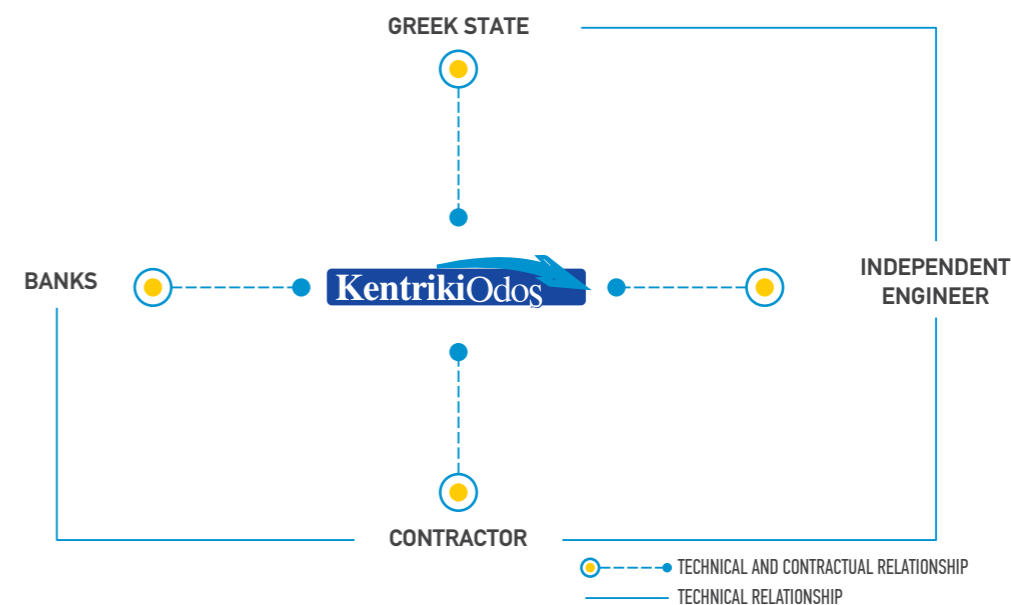 GREEK STATE
BANKS
KentrikiOdos
INDEPENDENT
ENGINEER
CONTRACTOR
TECHNICAL AND CONTRACTUAL RELATIONSHIP
TECHNICAL RELATIONSHIP